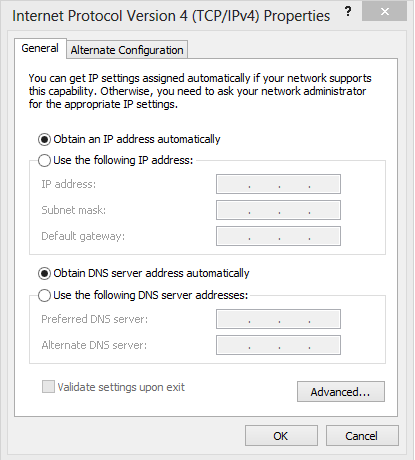 Internet Protocol Version 4 (TCP/IPv4) Properties ? ×
General Alternate Configuration
You can get IP settings assigned automatically if your network supports
this capability. Otherwise, you need to ask your network administrator
for the appropriate IP settings.
Obtain an IP address automatically
Use the following IP address:
IP address: . . .
Subnet mask: . . .
Default gateway: . . .
Obtain DNS server address automatically
Use the following DNS server addresses:
Preferred DNS server: . . .
Alternate DNS server: . . .
Validate settings upon exit
Advanced...
OK Cancel